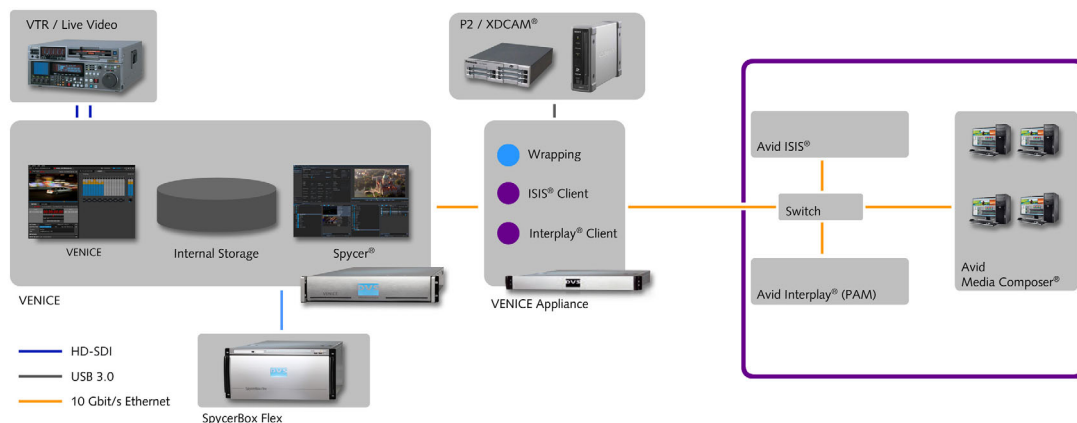 VTR / Live Video
P2 / XDCAM®
VENICE
Internal Storage
Spycer®
VENICE
Wrapping
ISIS® Client
Interplay® Client
DVS
VENICE Appliance
Avid ISIS®
Switch
Avid Interplay® (PAM)
Avid
Media Composer®
HD-SDI
USB 3.0
10 Gbit/s Ethernet
SpycerBox Flex